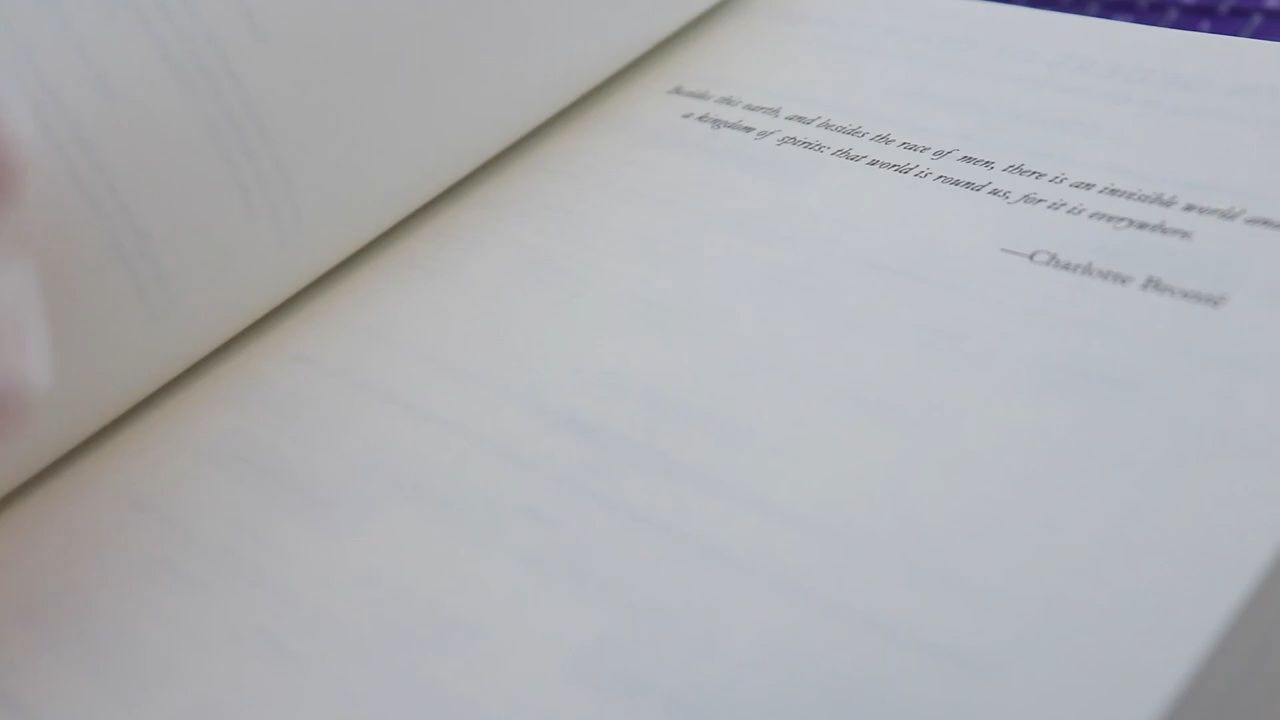 Besides this earth, and besides the race of men, there is an invisible world and
a kingdom of spirits: that world is round us, for it is everywhere.
—Charlotte Brontë